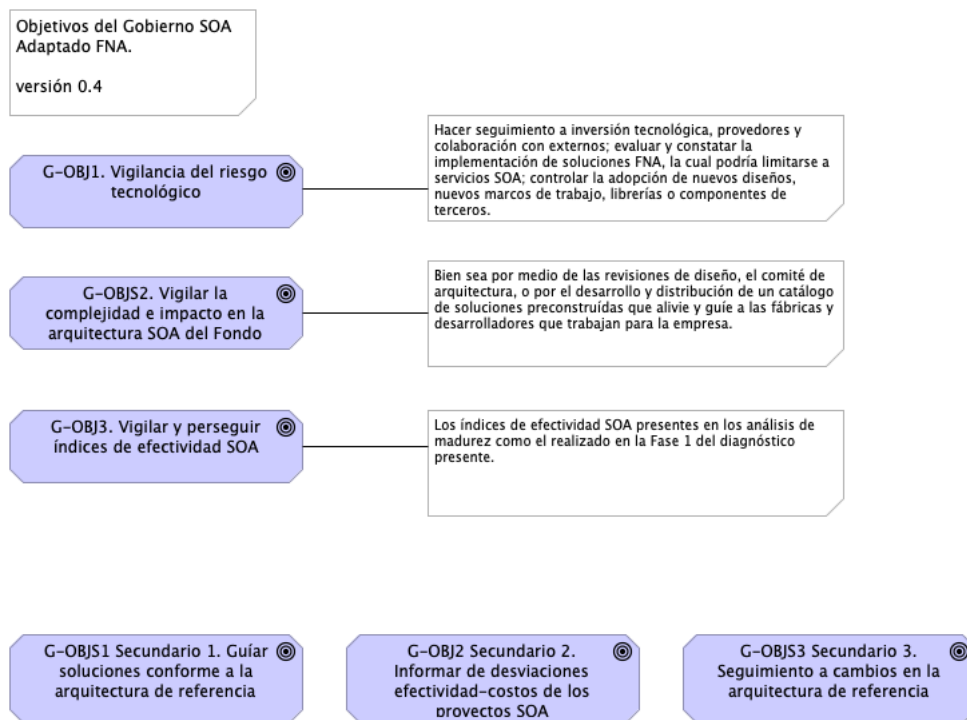 Objetivos del Gobierno SOA
Adaptado FNA.
versión 0.4
G-OBJ1. Vigilancia del riesgo
tecnológico
Hacer seguimiento a inversión tecnológica, provedores y
colaboración con externos; evaluar y constatar la
implementación de soluciones FNA, la cual podría limitarse a
servicios SOA; controlar la adopción de nuevos diseños,
nuevos marcos de trabajo, librerías o componentes de
terceros.
G-OBJS2. Vigilar la
complejidad e impacto en la
arquitectura SOA del Fondo
Bien sea por medio de las revisiones de diseño, el comité de
arquitectura, o por el desarrollo y distribución de un catálogo
de soluciones preconstruídas que alivie y guíe a las fábricas y
desarrolladores que trabajan para la empresa.
G-OBJ3. Vigilar y perseguir
índices de efectividad SOA
Los índices de efectividad SOA presentes en los análisis de
madurez como el realizado en la Fase 1 del diagnóstico
presente.
G-OBJS1 Secundario 1. Guíar
soluciones conforme a la
arquitectura de referencia
G-OBJ2 Secundario 2.
Informar de desviaciones
efectividad-costos de los
proyectos SOA
G-OBJS3 Secundario 3.
Seguimiento a cambios en la
arquitectura de referencia